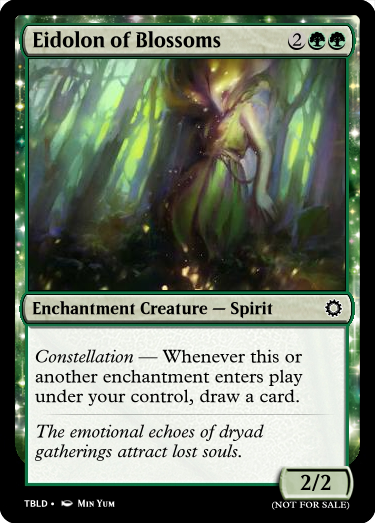 Eidolon of Blossoms 2
Enchantment Creature — Spirit
Constellation — Whenever this or
another enchantment enters play
under your control, draw a card.
The emotional echoes of dryad
gatherings attract lost souls.
2/2
TBLD • Min Yum
(NOT FOR SALE)